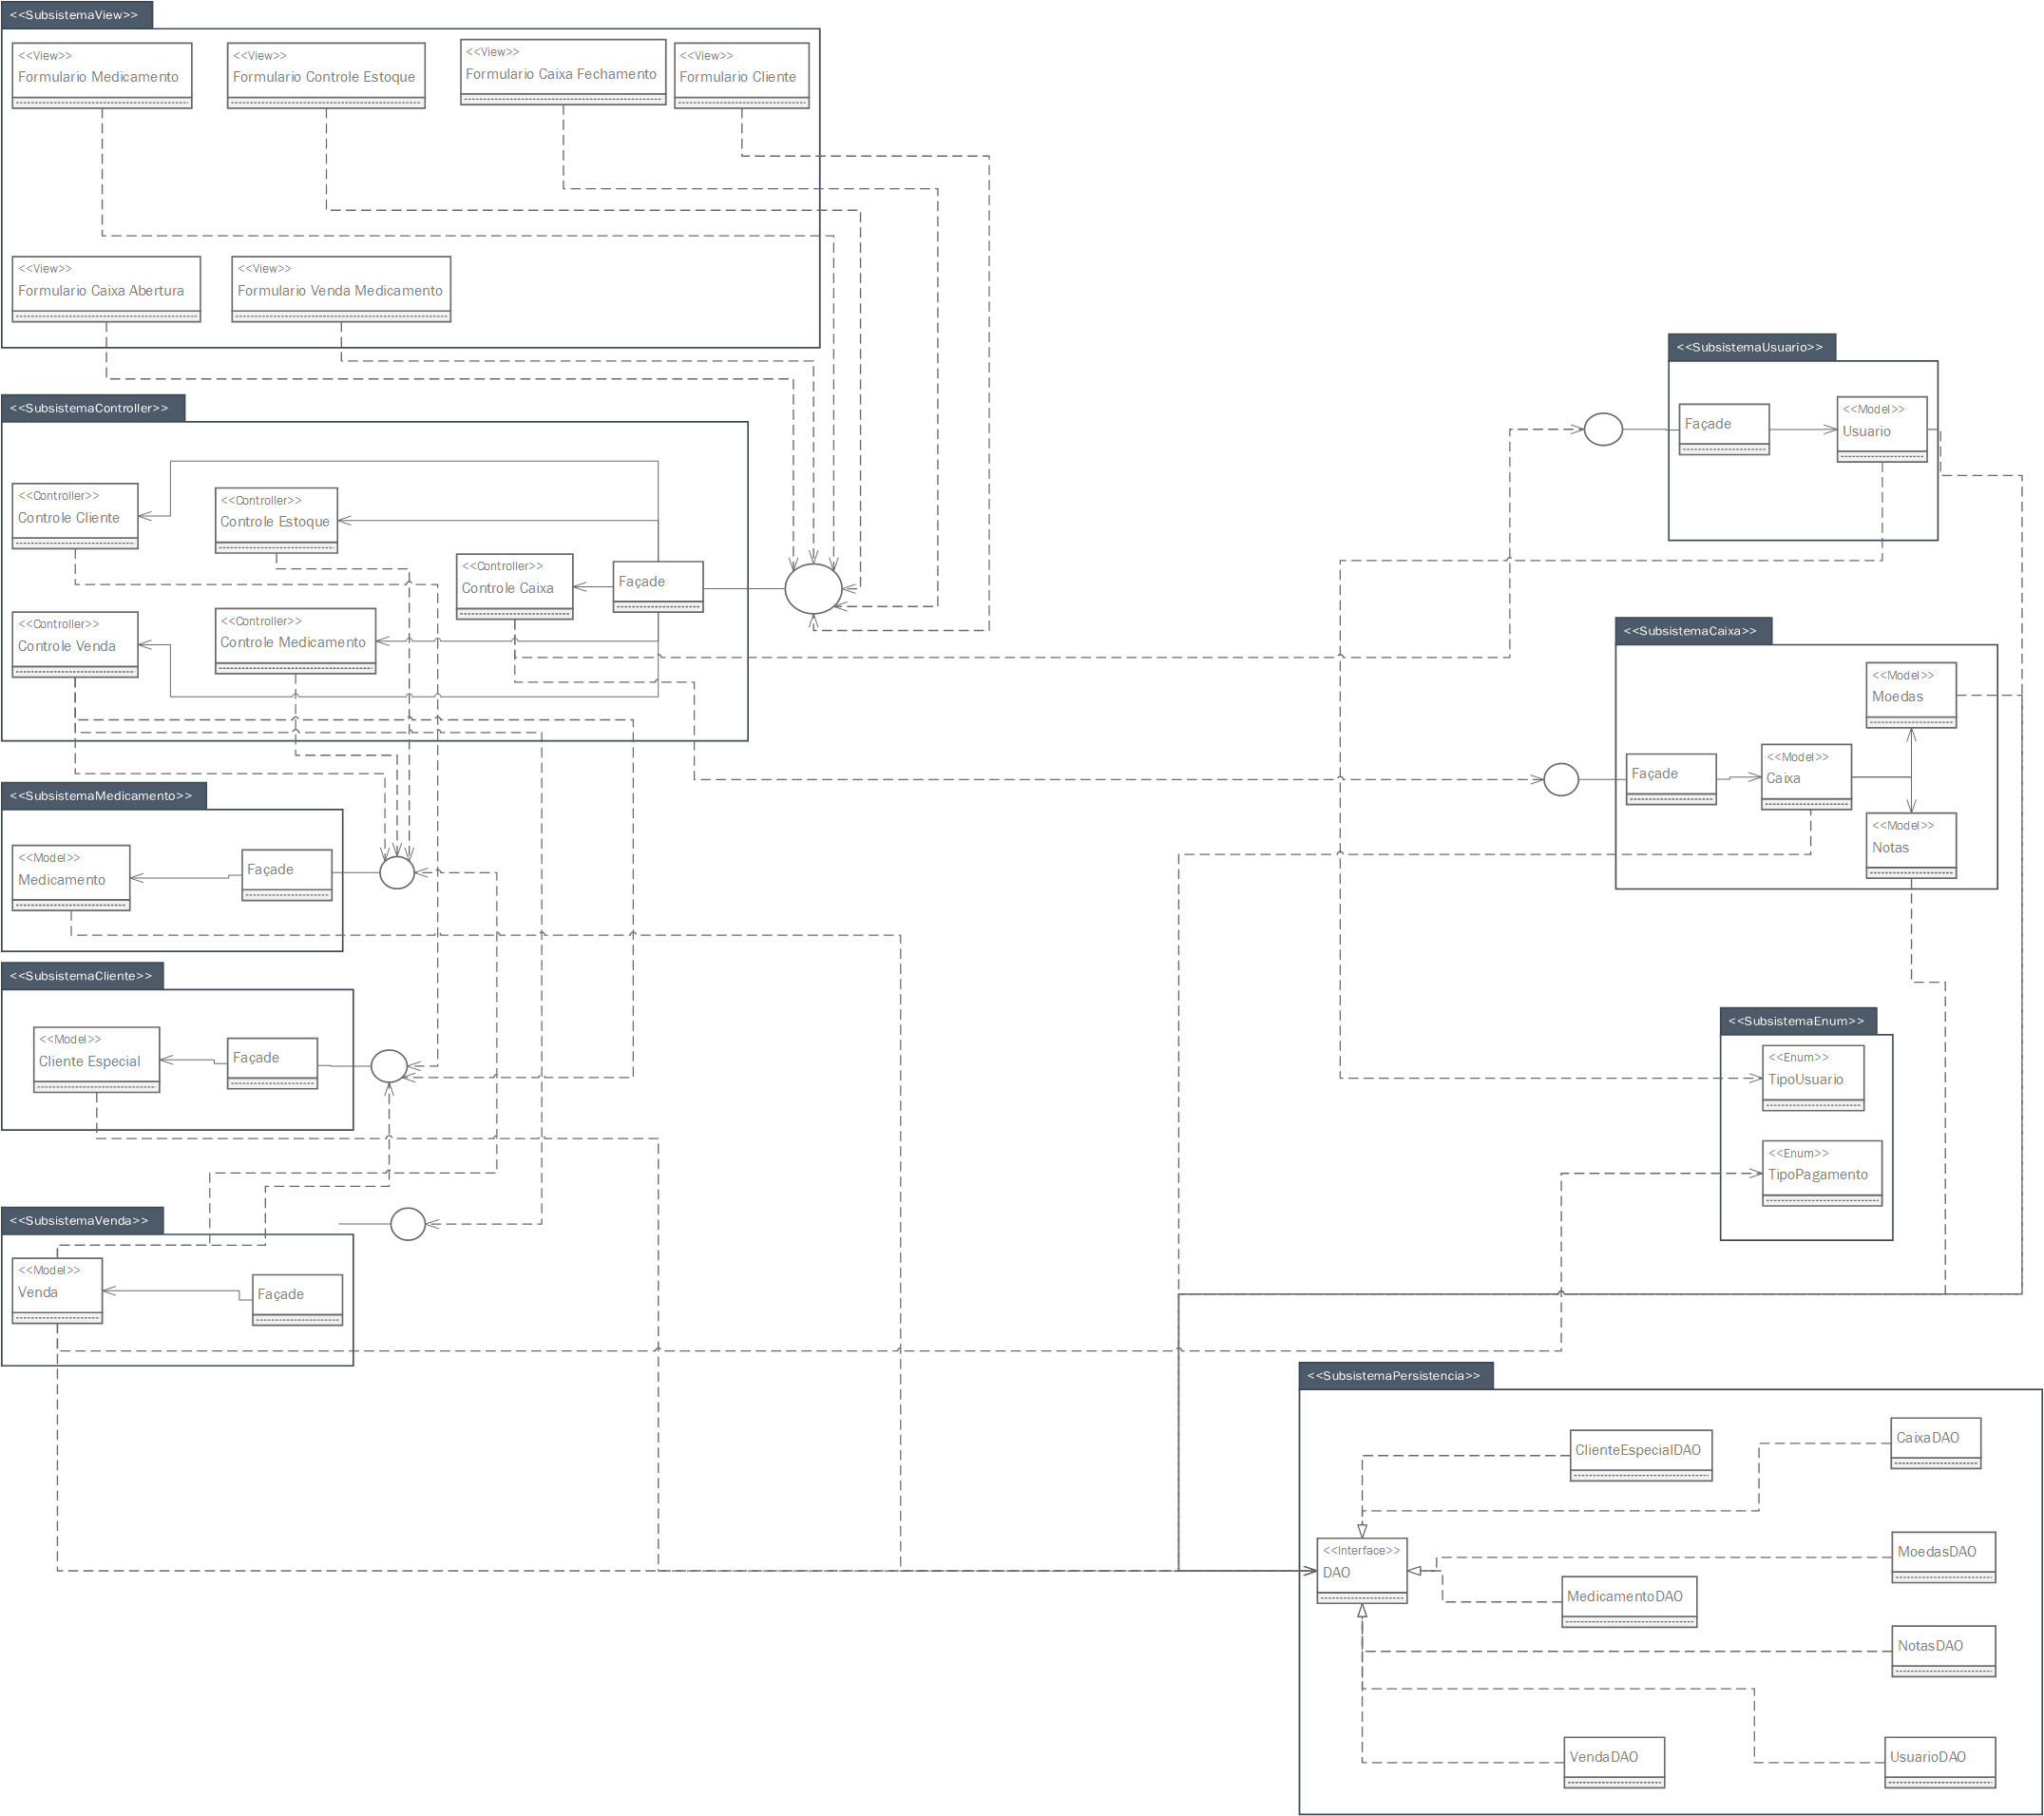 <<SubsistemaView>>
<<View>>
Formulario Medicamento
<<View>>
Formulario Controle Estoque
<<View>>
Formulario Caixa Fechamento
<<View>>
Formulario Cliente
<<View>>
Formulario Caixa Abertura
<<View>>
Formulario Venda Medicamento
<<SubsistemaController>>
<<Controller>>
Controle Cliente
<<Controller>>
Controle Estoque
<<Controller>>
Controle Caixa
Façade
<<Controller>>
Controle Venda
<<Controller>>
Controle Medicamento
<<SubsistemaMedicamento>>
<<Model>>
Medicamento
Façade
<<SubsistemaCliente>>
<<Model>>
Cliente Especial
Façade
<<SubsistemaVenda>>
<<Model>>
Venda
Façade
<<SubsistemaUsuario>>
Façade
<<Model>>
Usuario
<<SubsistemaCaixa>>
<<Model>>
Moedas
Façade
<<Model>>
Caixa
<<Model>>
Notas
<<SubsistemaEnum>>
<<Enum>>
TipoUsuario
<<Enum>>
TipoPagamento
<<SubsistemaPersistencia>>
ClienteEspecialDAO
CaixaDAO
<<Interface>>
DAO
MoedasDAO
MedicamentoDAO
NotasDAO
VendaDAO
UsuarioDAO